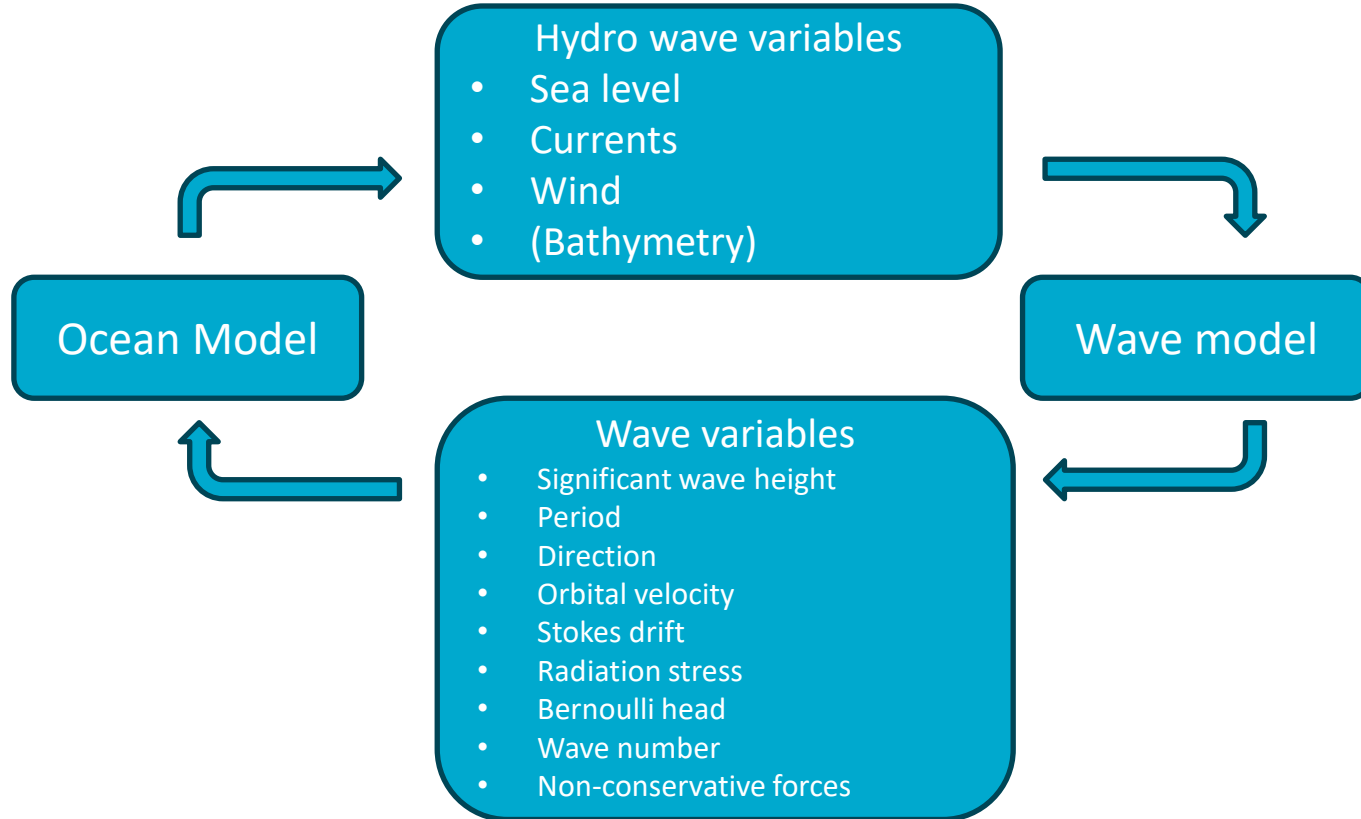 Hydro wave variables
• Sea level
• Currents
• Wind
• (Bathymetry)
Ocean Model
Wave model
Wave variables
• Significant wave height
• Period
• Direction
• Orbital velocity
• Stokes drift
• Radiation stress
• Bernoulli head
• Wave number
• Non-conservative forces